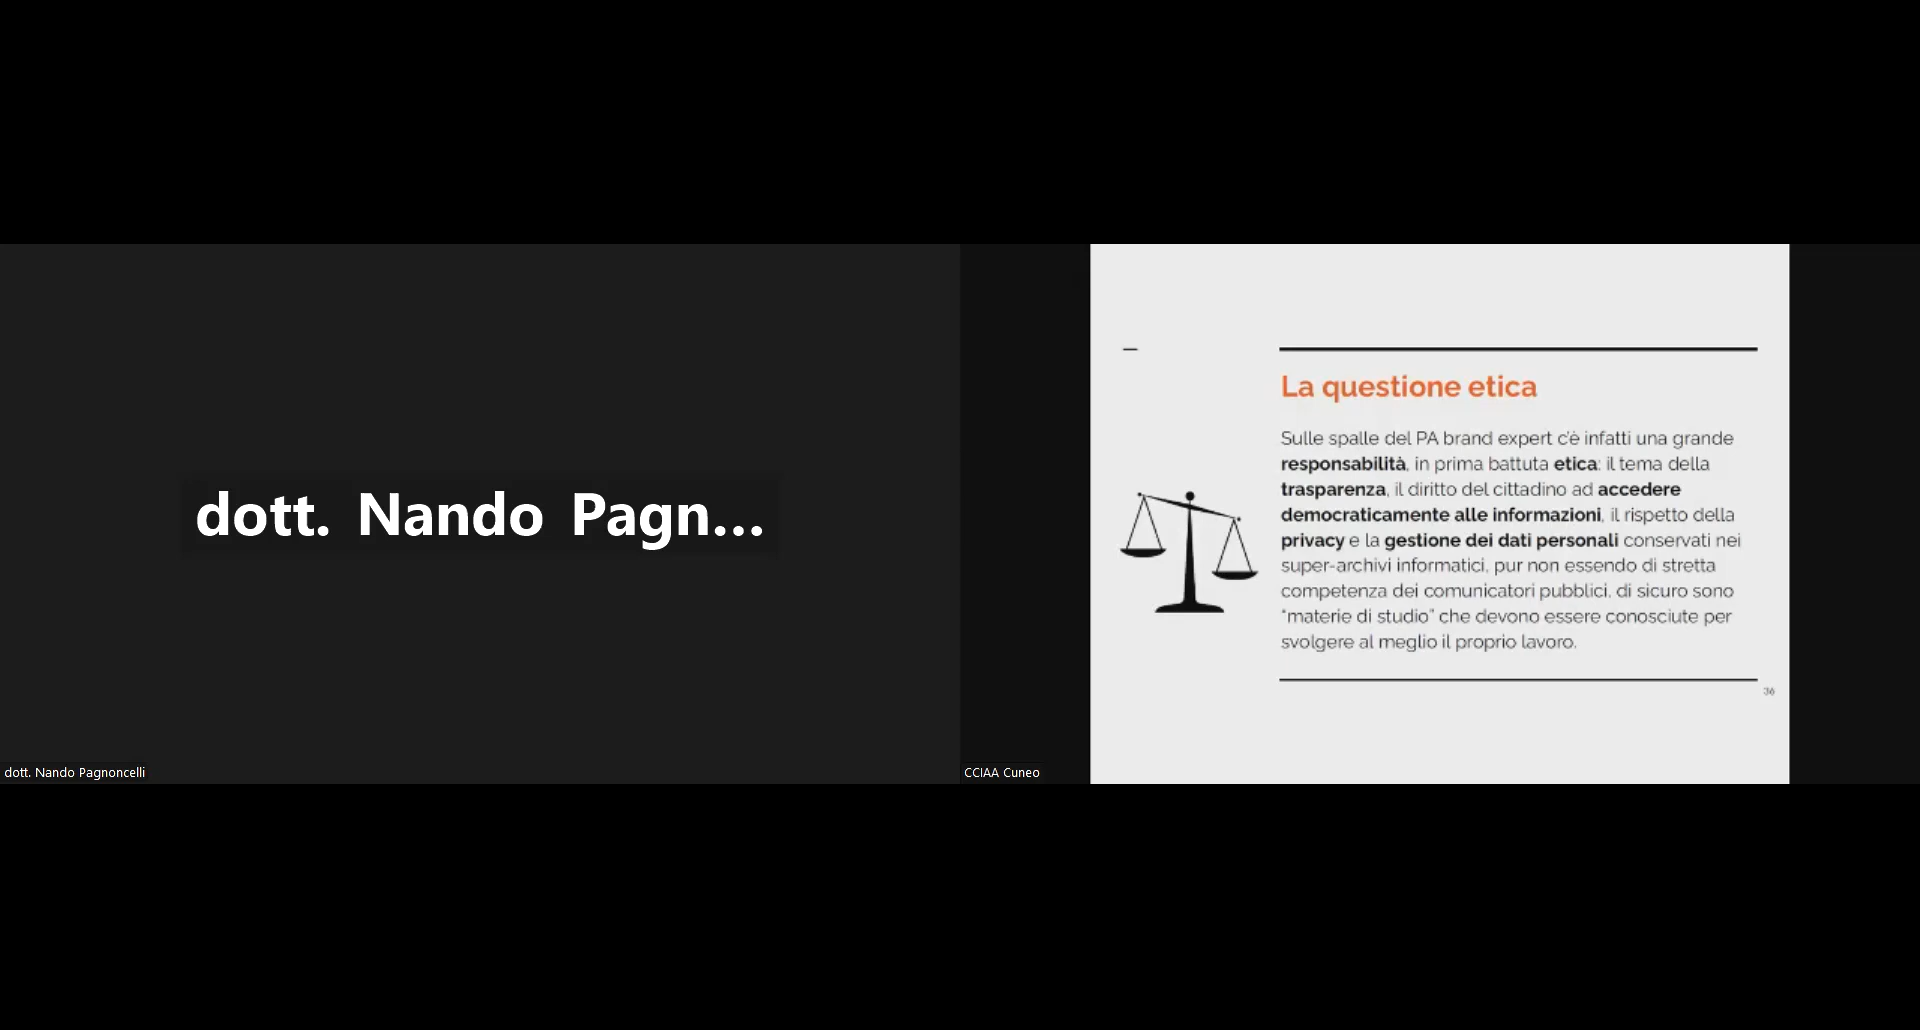 dott. Nando Pagn...
dott. Nando Pagnoncelli
CCIAA Cuneo
La questione etica
Sulle spalle del PA brand expert c'è infatti una grande
responsabilità, in prima battuta etica: il tema della
trasparenza, il diritto del cittadino ad accedere
democraticamente alle informazioni, il rispetto della
privacy e la gestione dei dati personali conservati nei
super-archivi informatici, pur non essendo di stretta
competenza dei comunicatori pubblici, di sicuro sono
“materie di studio” che devono essere conosciute per
svolgere al meglio il proprio lavoro.
36